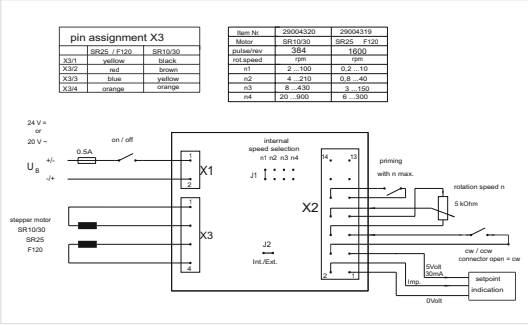 pin assignment X3
SR25 / F120 SR10/30
X3/1 yellow black
X3/2 red brown
X3/3 blue yellow
X3/4 orange orange
Item Nr. 29004320 29004319
Motor SR10/30 SR25 F120
pulse/rev 384 1600
rot.speed rpm rpm
n1 2 ...100 0,2 ...10
n2 4 ...210 0,8 ...40
n3 8 ...430 3 ...150
n4 20 ...900 6 ...300
24 V =
or
20 V ~
on / off
0.5A
+/-
U B
-/+
1
X1
2
internal
speed selection
n1 n2 n3 n4
J1
14 13
X2
priming
with n max.
rotation speed n
5 kOhm
stepper motor
SR10/30
SR25
F120
1
X3
4
J2
Int./Ext.
cw / ccw
connector open = cw
2 1
5Volt
30mA
Imp.
0Volt
setpoint
indication